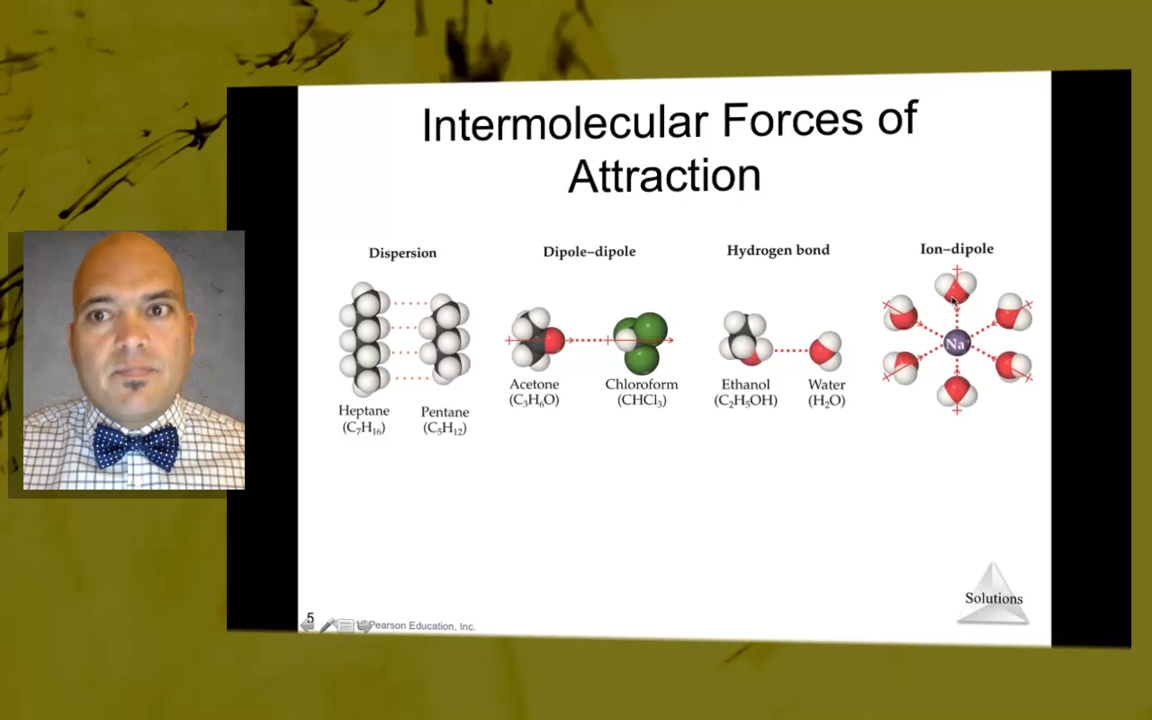 Intermolecular Forces of
Attraction
Dispersion
Dipole–dipole
Hydrogen bond
Ion–dipole
Na+
Acetone
(C₃H₆O)
Chloroform
(CHCl₃)
Ethanol
(C₂H₅OH)
Water
(H₂O)
Heptane
(C₇H₁₆)
Pentane
(C₅H₁₂)
Solutions
5
Pearson Education, Inc.